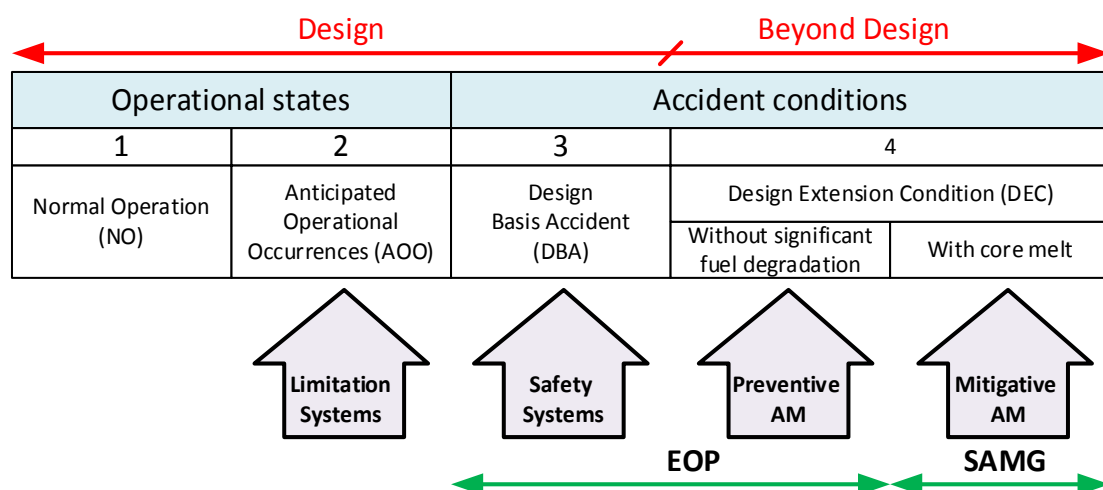 Design
Beyond Design
Operational states
Accident conditions
1
2
3
4
Normal Operation
(NO)
Anticipated
Operational
Occurrences (AOO)
Design
Basis Accident
(DBA)
Design Extension Condition (DEC)
Without significant
fuel degradation
With core melt
Limitation
Systems
Safety
Systems
Preventive
AM
Mitigative
AM
EOP
SAMG